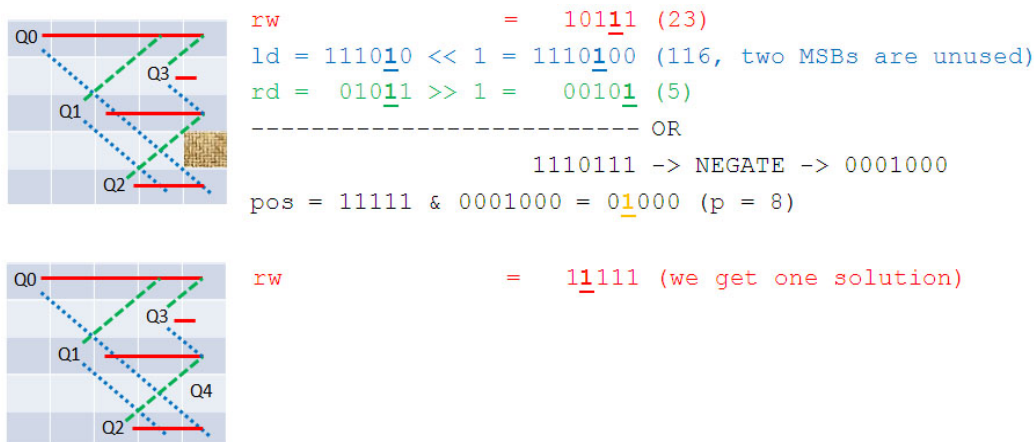 rw = 10111 (23)
ld = 111010 << 1 = 1110100 (116, two MSBs are unused)
rd = 01011 >> 1 = 00101 (5)
-------------------------- OR
1110111 -> NEGATE -> 0001000
pos = 11111 & 0001000 = 01000 (p = 8)
Q0
Q3
Q1
Q2
rw = 11111 (we get one solution)
Q0
Q3
Q1
Q4
Q2